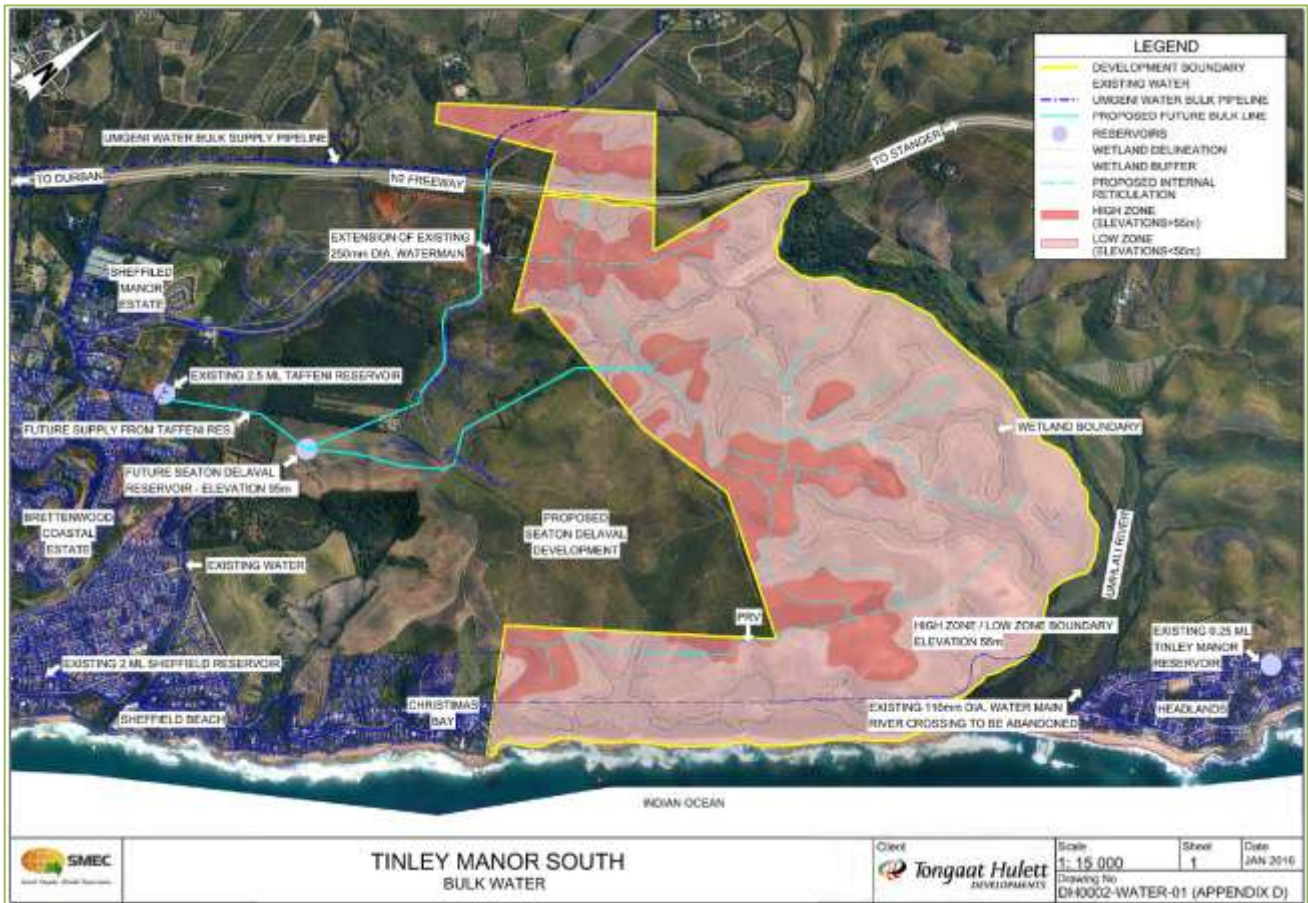 N
LEGEND
DEVELOPMENT BOUNDARY
EXISTING WATER
UMGENI WATER BULK PIPELINE
PROPOSED FUTURE BULK LINE
RESERVOIRS
WETLAND DELINEATION
WETLAND BUFFER
PROPOSED INTERNAL
RETICULATION
HIGH ZONE
(ELEVATIONS>55m)
LOW ZONE
(ELEVATIONS<55m)
UMGENI WATER BULK SUPPLY PIPELINE
TO DURBAN
N2 FREEWAY
TO STANGER
EXTENSION OF EXISTING
250mm DIA. WATERMAIN
SHEFFILED
MANOR
ESTATE
EXISTING 2.5 ML TAFFENI RESERVOIR
FUTURE SUPPLY FROM TAFFENI RES.
FUTURE SEATON DELAVAL
RESERVOIR - ELEVATION 95m
WETLAND BOUNDARY
BRETTENWOOD
COASTAL
ESTATE
PROPOSED
SEATON DELAVAL
DEVELOPMENT
EXISTING WATER
UMHLALI RIVER
PRV
HIGH ZONE / LOW ZONE BOUNDARY
ELEVATION 55m
EXISTING 0.25 ML
TINLEY MANOR
RESERVOIR
EXISTING 2 ML SHEFFIELD RESERVOIR
CHRISTMAS
BAY
SHEFFIELD BEACH
EXISTING 110mm DIA. WATER MAIN
RIVER CROSSING TO BE ABANDONED
HEADLANDS
INDIAN OCEAN
SMEC
TINLEY MANOR SOUTH
BULK WATER
Client
Tongaat Hulett
DEVELOPMENTS
Scale
1: 15 000
Sheet
1
Date
JAN 2016
Drawing No
DH0002-WATER-01 (APPENDIX D)